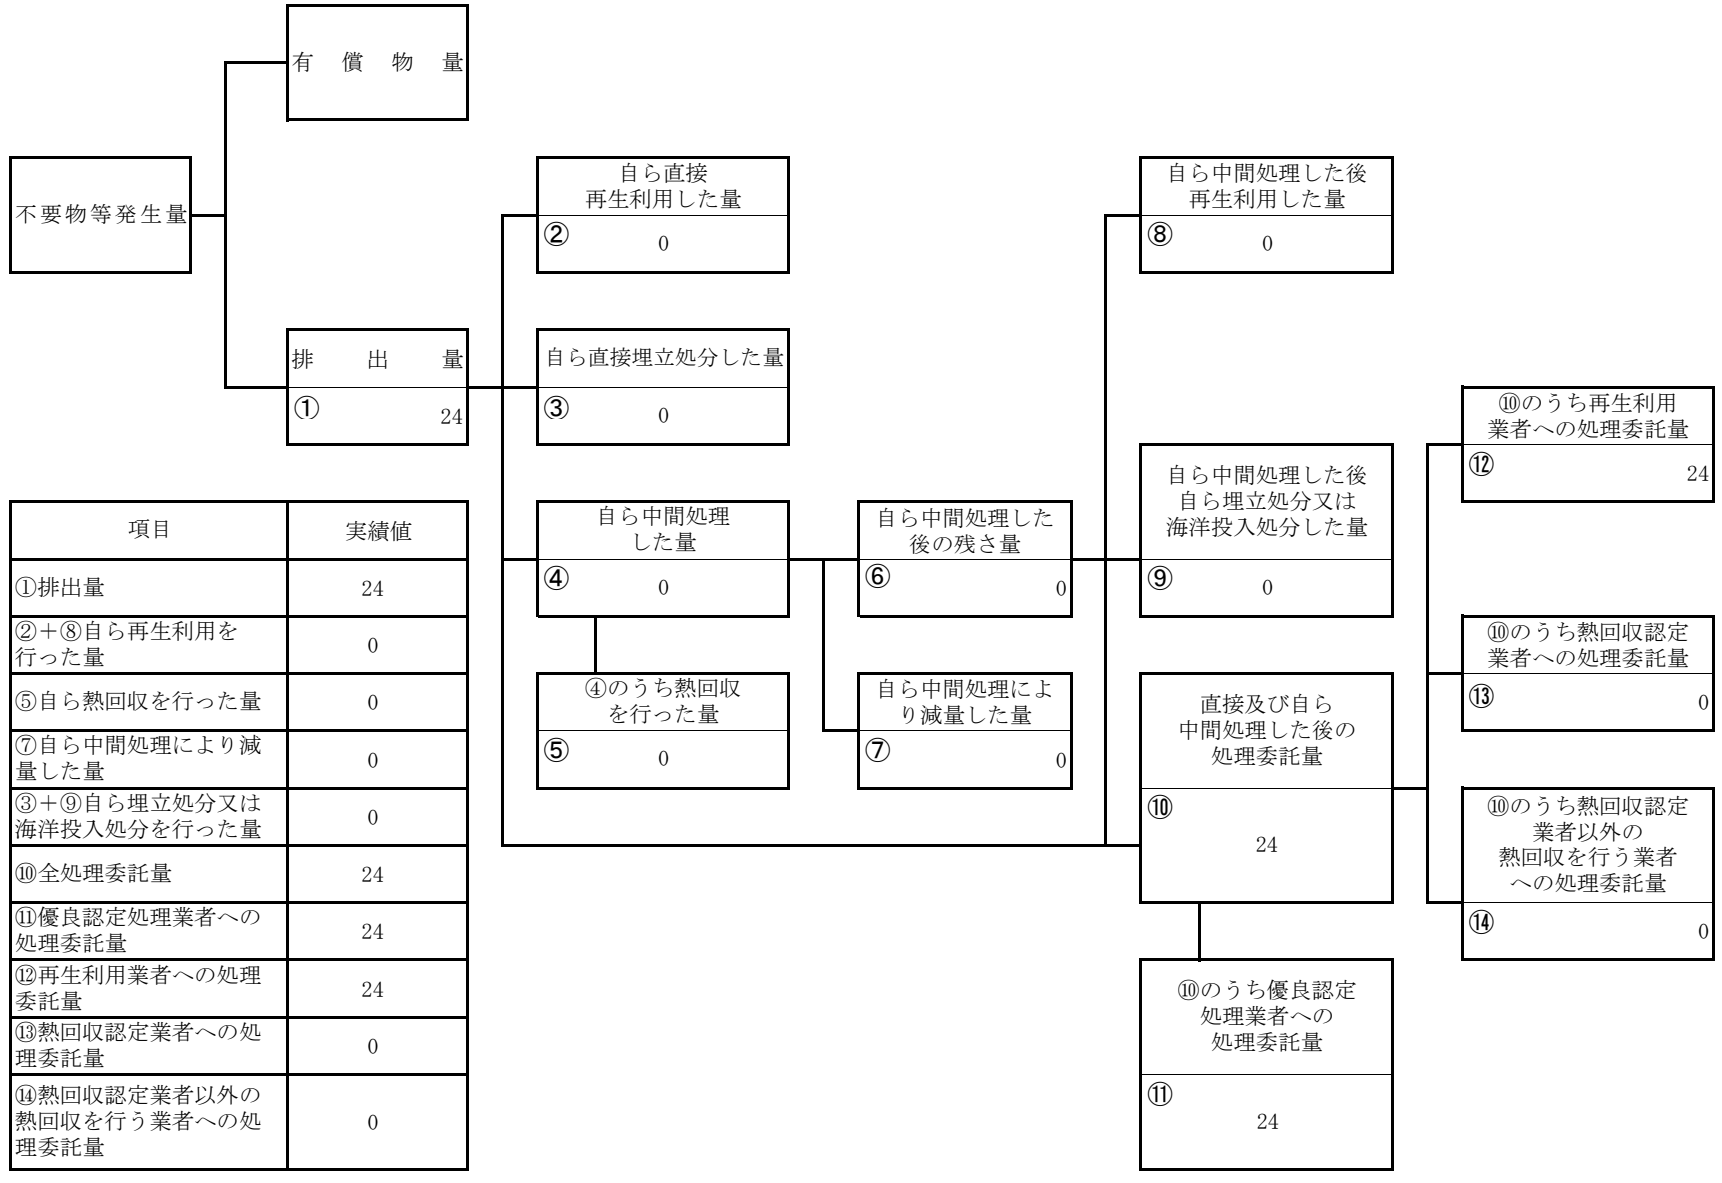 有償物量
不要物等発生量
排出量
①
24
自ら直接
再生利用した量
②
0
自ら直接埋立処分した量
③
0
自ら中間処理
した量
④
0
④のうち熱回収
を行った量
⑤
0
自ら中間処理した
後の残さ量
⑥
0
自ら中間処理によ
り減量した量
⑦
0
自ら中間処理した後
再生利用した量
⑧
0
自ら中間処理した後
自ら埋立処分又は
海洋投入処分した量
⑨
0
直接及び自ら
中間処理した後の
処理委託量
⑩
24
⑩のうち優良認定
処理業者への
処理委託量
⑪
24
⑩のうち再生利用
業者への処理委託量
⑫
24
⑩のうち熱回収認定
業者への処理委託量
⑬
0
⑩のうち熱回収認定
業者以外の
熱回収を行う業者
への処理委託量
⑭
0
項目
実績値
①排出量
24
②＋⑧自ら再生利用を
行った量
0
⑤自ら熱回収を行った量
0
⑦自ら中間処理により減
量した量
0
③＋⑨自ら埋立処分又は
海洋投入処分を行った量
0
⑩全処理委託量
24
⑪優良認定処理業者への
処理委託量
24
⑫再生利用業者への処理
委託量
24
⑬熱回収認定業者への処
理委託量
0
⑭熱回収認定業者以外の
熱回収を行う業者への処
理委託量
0